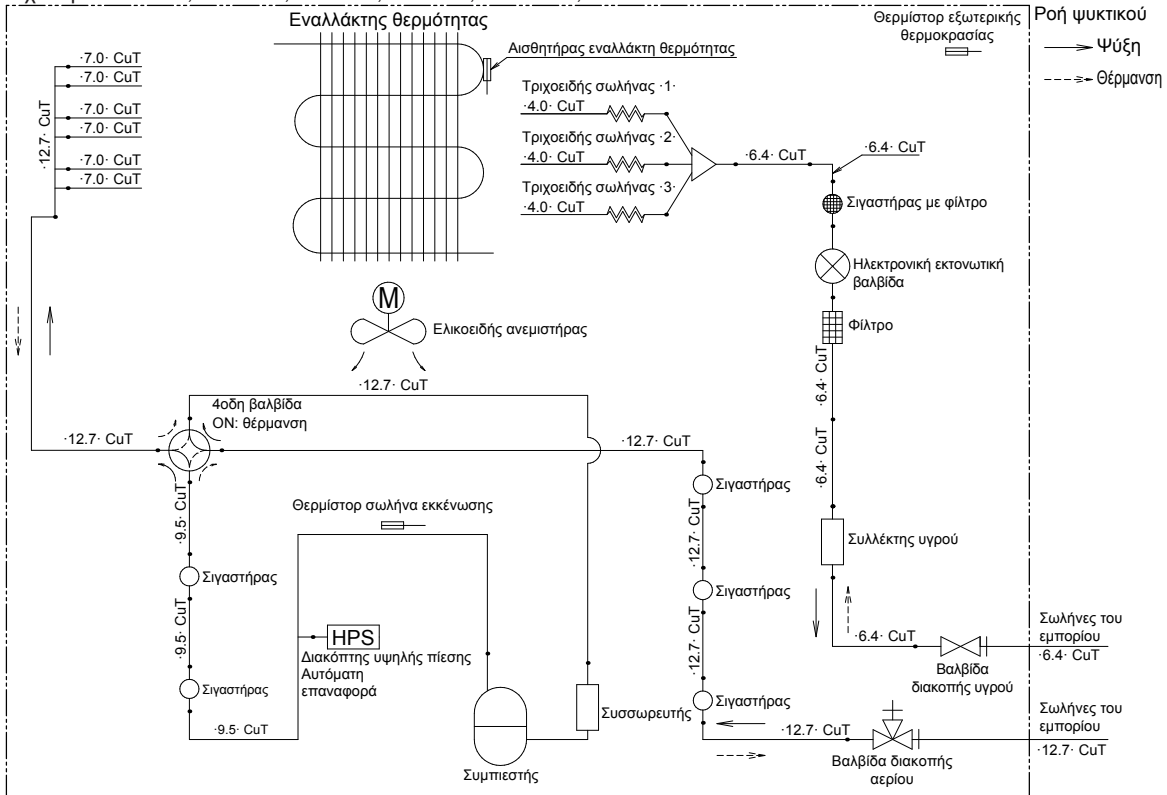 Εναλλάκτης θερμότητας
Θερμίστορ εξωτερικής
θερμοκρασίας
Ροή ψυκτικού
Ψύξη
Θέρμανση
Αισθητήρας εναλλάκτη θερμότητας
·7.0· CuT
·7.0· CuT
·7.0· CuT
·7.0· CuT
·7.0· CuT
·7.0· CuT
·12.7· CuT
Τριχοειδής σωλήνας ·1·
·4.0· CuT
Τριχοειδής σωλήνας ·2·
·4.0· CuT
Τριχοειδής σωλήνας ·3·
·4.0· CuT
·6.4· CuT
·6.4· CuT
Σιγαστήρας με φίλτρο
Ηλεκτρονική εκτονωτική
βαλβίδα
Φίλτρο
·6.4· CuT
·6.4· CuT
M
Ελικοειδής ανεμιστήρας
·12.7· CuT
4οδη βαλβίδα
ON: θέρμανση
·12.7· CuT
·12.7· CuT
·9.5· CuT
Σιγαστήρας
·9.5· CuT
Σιγαστήρας
·9.5· CuT
Θερμίστορ σωλήνα εκκένωσης
HPS
Διακόπτης υψηλής πίεσης
Αυτόματη
επαναφορά
Συμπιεστής
Συσσωρευτής
Σιγαστήρας
·12.7· CuT
Σιγαστήρας
·12.7· CuT
Σιγαστήρας
Συλλέκτης υγρού
·6.4· CuT
Βαλβίδα
διακοπής υγρού
Σωλήνες του
εμπορίου
·6.4· CuT
·12.7· CuT
Βαλβίδα διακοπής
αερίου
Σωλήνες του
εμπορίου
·12.7· CuT